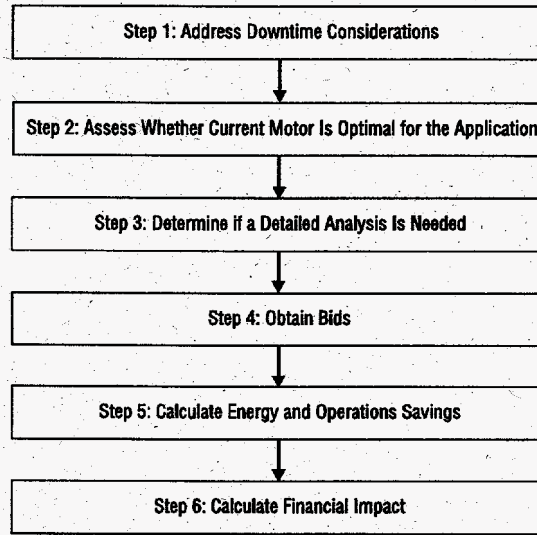 Step 1: Address Downtime Considerations
Step 2: Assess Whether Current Motor Is Optimal for the Application
Step 3: Determine if a Detailed Analysis Is Needed
Step 4: Obtain Bids
Step 5: Calculate Energy and Operations Savings
Step 6: Calculate Financial Impact